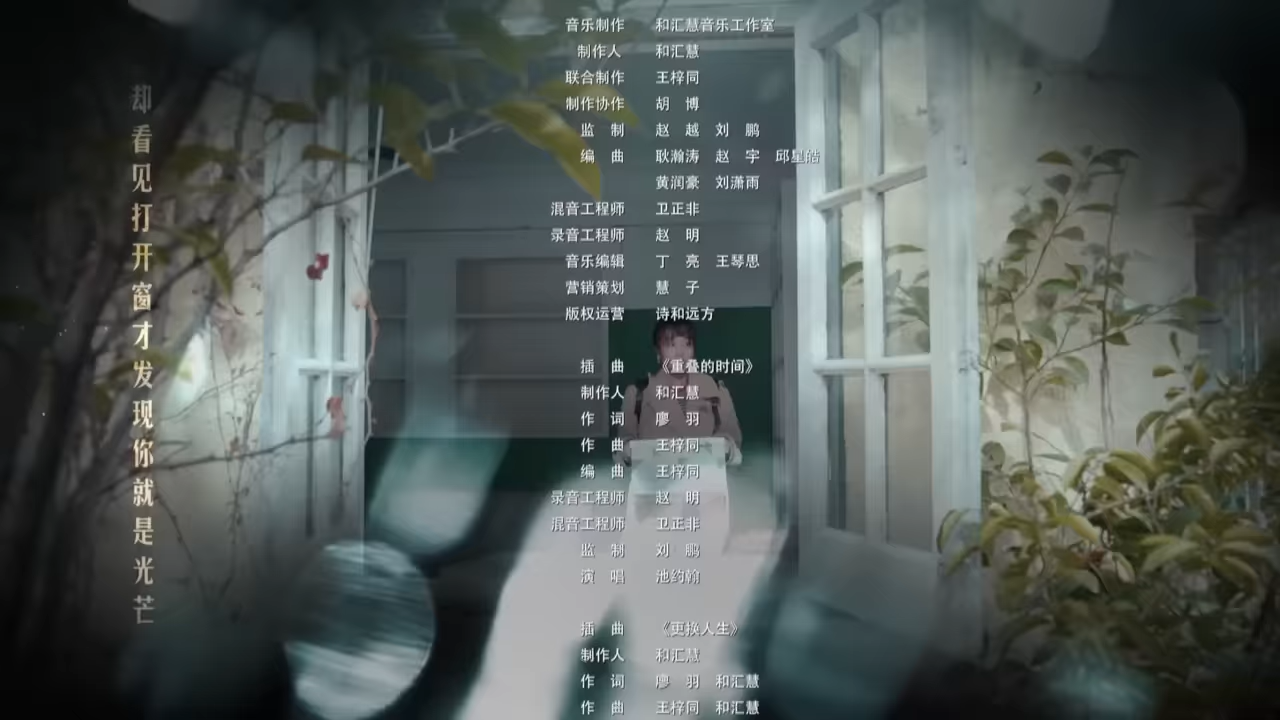 却看见打开窗才发现你就是光芒
音乐制作 和汇慧音乐工作室
制作人 和汇慧
联合制作 王梓同
制作协作 胡 博
监 制 赵 越 刘 鹏
编 曲 耿瀚涛 赵 宇 邱星皓
黄润豪 刘潇雨
混音工程师 卫正非
录音工程师 赵 明
音乐编辑 丁 亮 王琴思
营销策划 慧 子
版权运营 诗和远方
插 曲 《重叠的时间》
制作人 和汇慧
作 词 廖 羽
作 曲 王梓同
编 曲 王梓同
录音工程师 赵 明
混音工程师 卫正非
监 制 刘 鹏
演 唱 池约翰
插 曲 《更换人生》
制作人 和汇慧
作 词 廖 羽 和汇慧
作 曲 王梓同 和汇慧